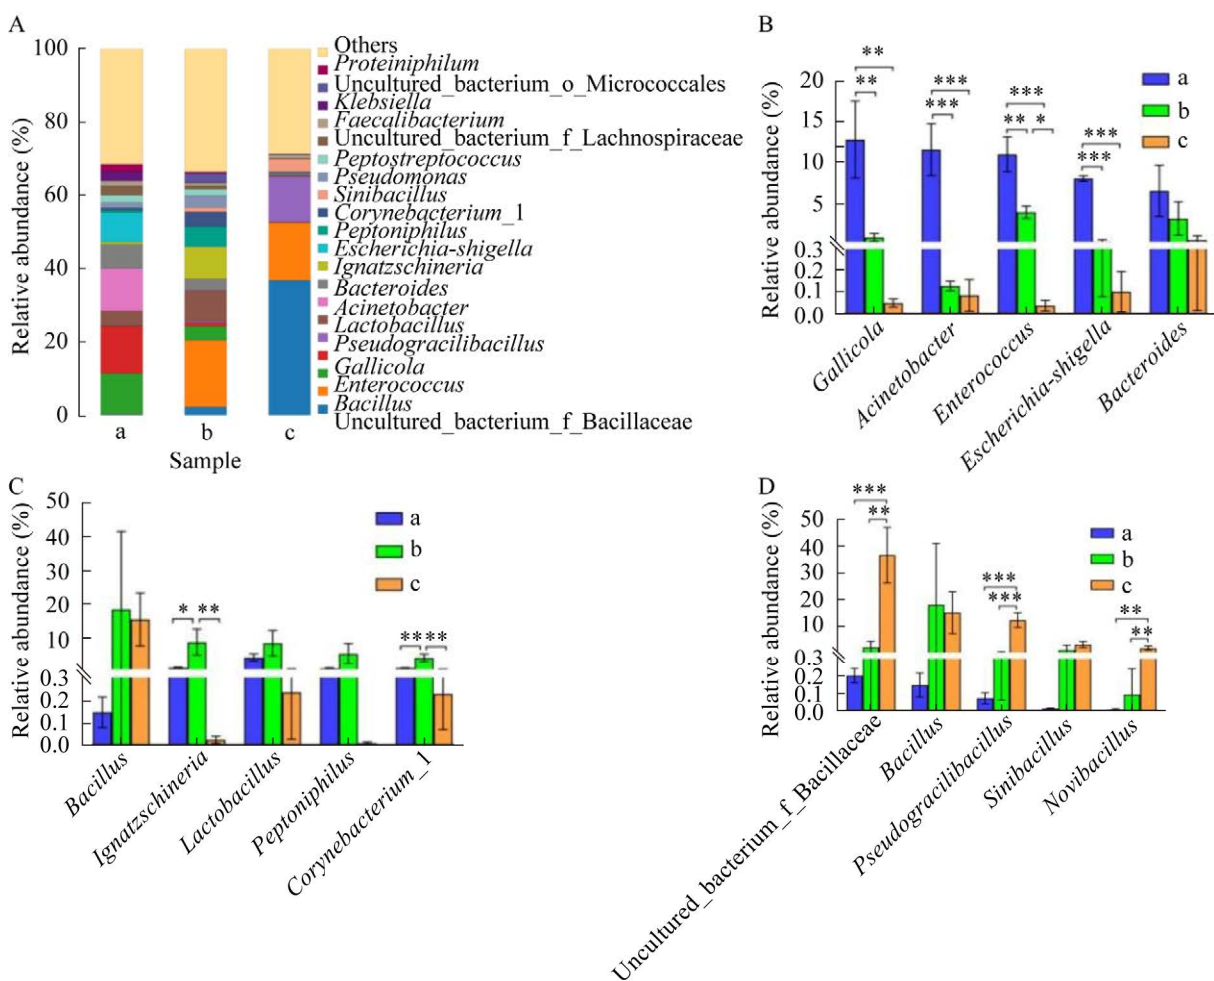 A
Relative abundance (%)
100
80
60
40
20
0
a
b
c
Sample
Others
Proteiniphilum
Uncultured_bacterium_o_Micrococcales
Klebsiella
Faecalibacterium
Uncultured_bacterium_f_Lachnospiraceae
Peptostreptococcus
Pseudomonas
Sinibacillus
Corynebacterium_1
Peptoniphilus
Escherichia-shigella
Ignatzschineria
Bacteroides
Acinetobacter
Lactobacillus
Pseudogracilibacillus
Gallicola
Enterococcus
Bacillus
Uncultured_bacterium_f_Bacillaceae
B
Relative abundance (%)
20
15
10
5
0.3
0.2
0.1
0.0
**
**
***
***
***
** *
***
***
a
b
c
Gallicola
Acinetobacter
Enterococcus
Escherichia-shigella
Bacteroides
C
Relative abundance (%)
50
40
30
20
10
0.3
0.2
0.1
0.0
* **
** **
a
b
c
Bacillus
Ignatzschineria
Lactobacillus
Peptoniphilus
Corynebacterium_1
D
Relative abundance (%)
50
40
30
20
10
0.3
0.2
0.1
0.0
***
**
***
***
**
**
a
b
c
Uncultured_bacterium_f_Bacillaceae
Bacillus
Pseudogracilibacillus
Sinibacillus
Novibacillus